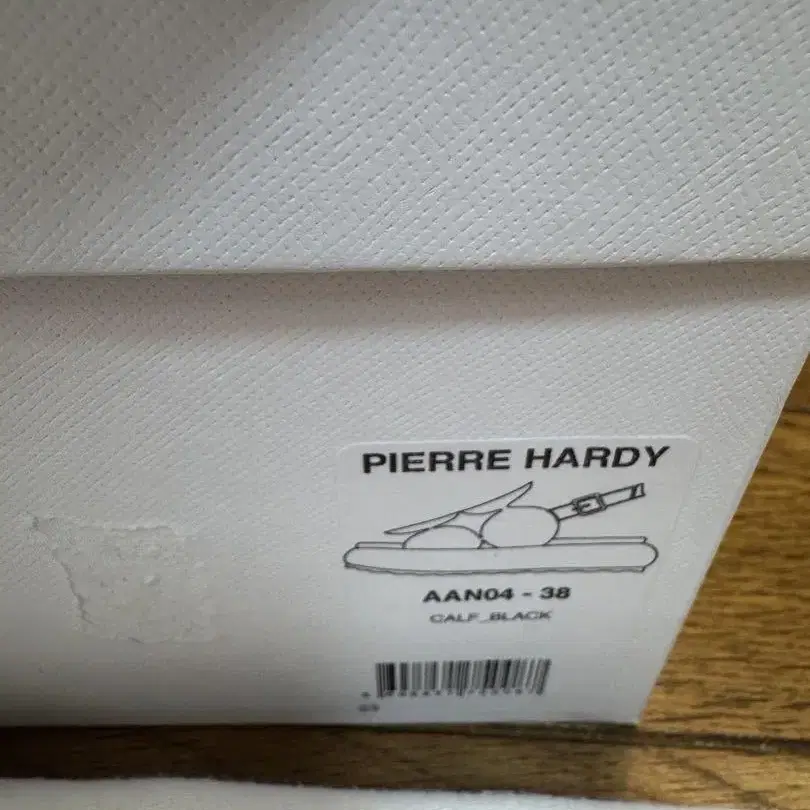 PIERRE HARDY
AAN04 - 38
CALF_BLACK